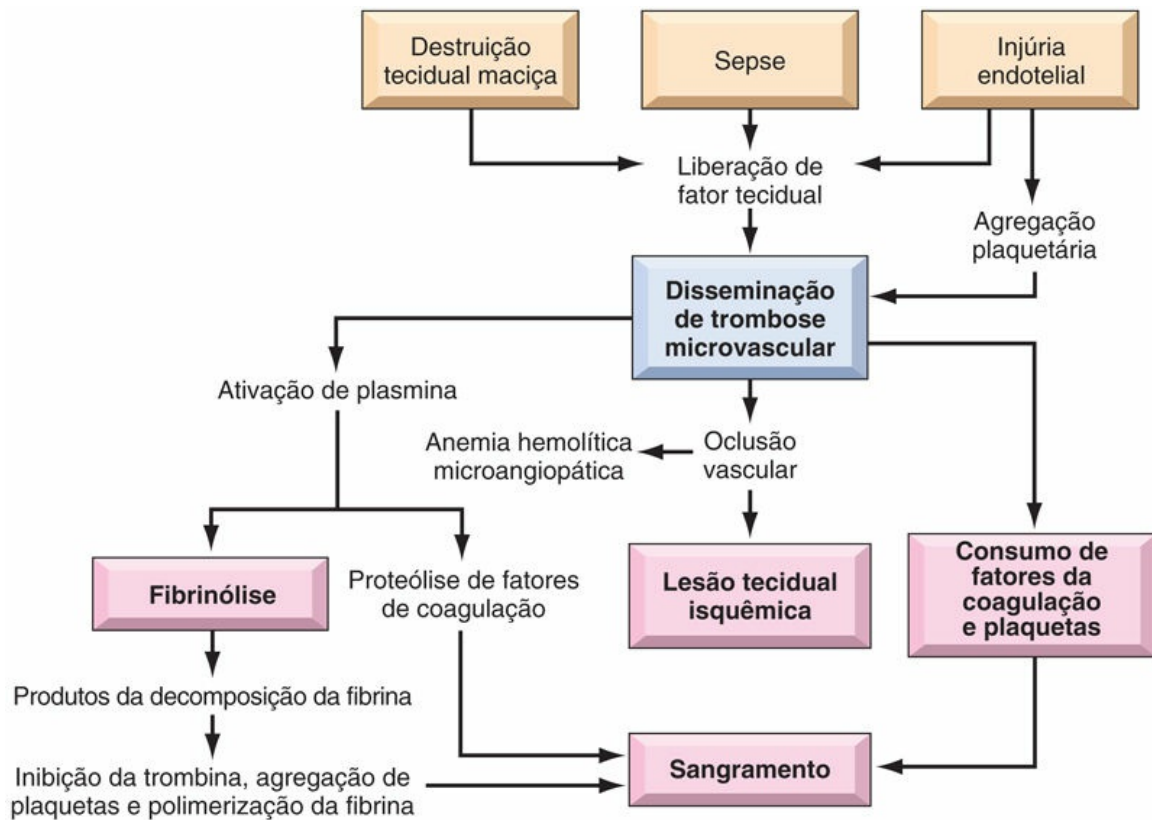 Destruição
tecidual maciça
Sepse
Injúria
endotelial
Liberação de
fator tecidual
Agregação
plaquetária
Disseminação
de trombose
microvascular
Ativação de plasmina
Anemia hemolítica
microangiopática
Oclusão
vascular
Fibrinólise
Proteólise de fatores
de coagulação
Lesão tecidual
isquêmica
Consumo de
fatores da
coagulação
e plaquetas
Produtos da decomposição da fibrina
Inibição da trombina, agregação de
plaquetas e polimerização da fibrina
Sangramento